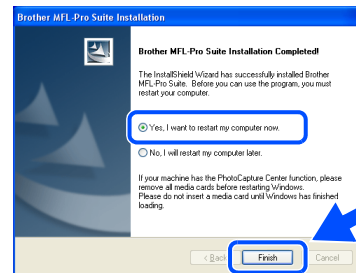 Brother MFL-Pro Suite Installation
Brother MFL-Pro Suite Installation Completed!
The InstallShield Wizard has successfully installed Brother
MFL-Pro Suite. Before you can use the program, you must
restart your computer.
Yes, I want to restart my computer now.
No, I will restart my computer later.
If your machine has the PhotoCapture Center function, please
remove all media cards before restarting Windows.
Please do not insert a media card until Windows has finished
loading.
< Back Finish Cancel